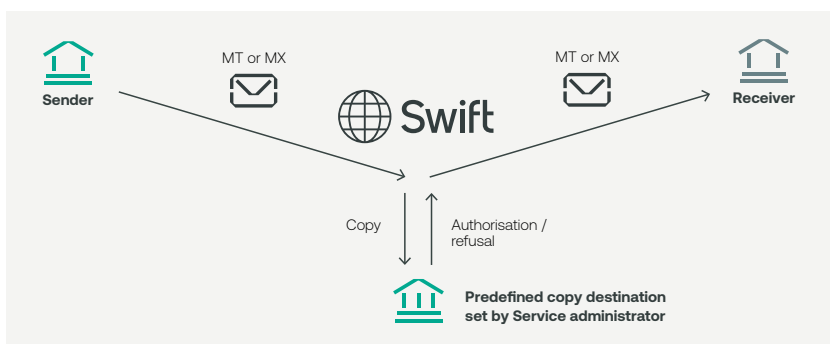 MT or MX
MT or MX
Sender
Swift
Receiver
Copy
Authorisation /
refusal
Predefined copy destination
set by Service administrator